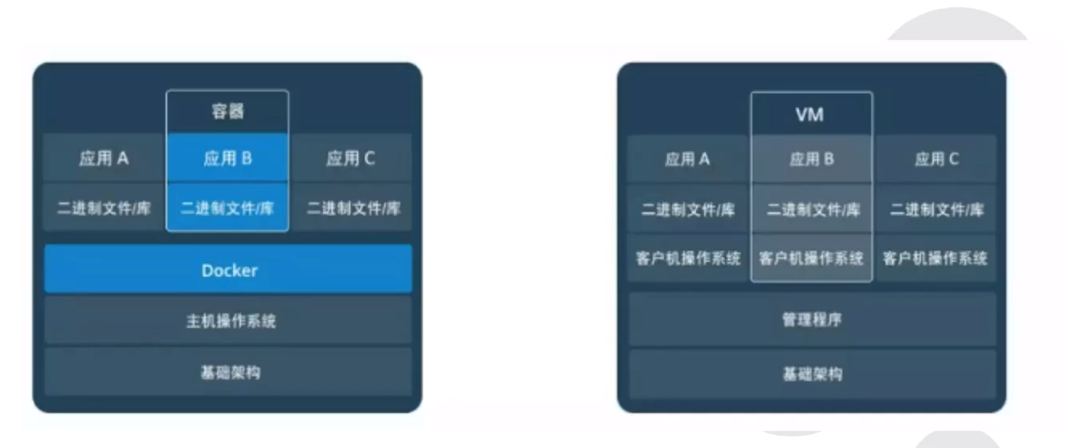 容器
应用 A
应用 B
应用 C
二进制文件/库
二进制文件/库
二进制文件/库
Docker
主机操作系统
基础架构
VM
应用 A
应用 B
应用 C
二进制文件/库
二进制文件/库
二进制文件/库
客户机操作系统
客户机操作系统
客户机操作系统
管理程序
基础架构